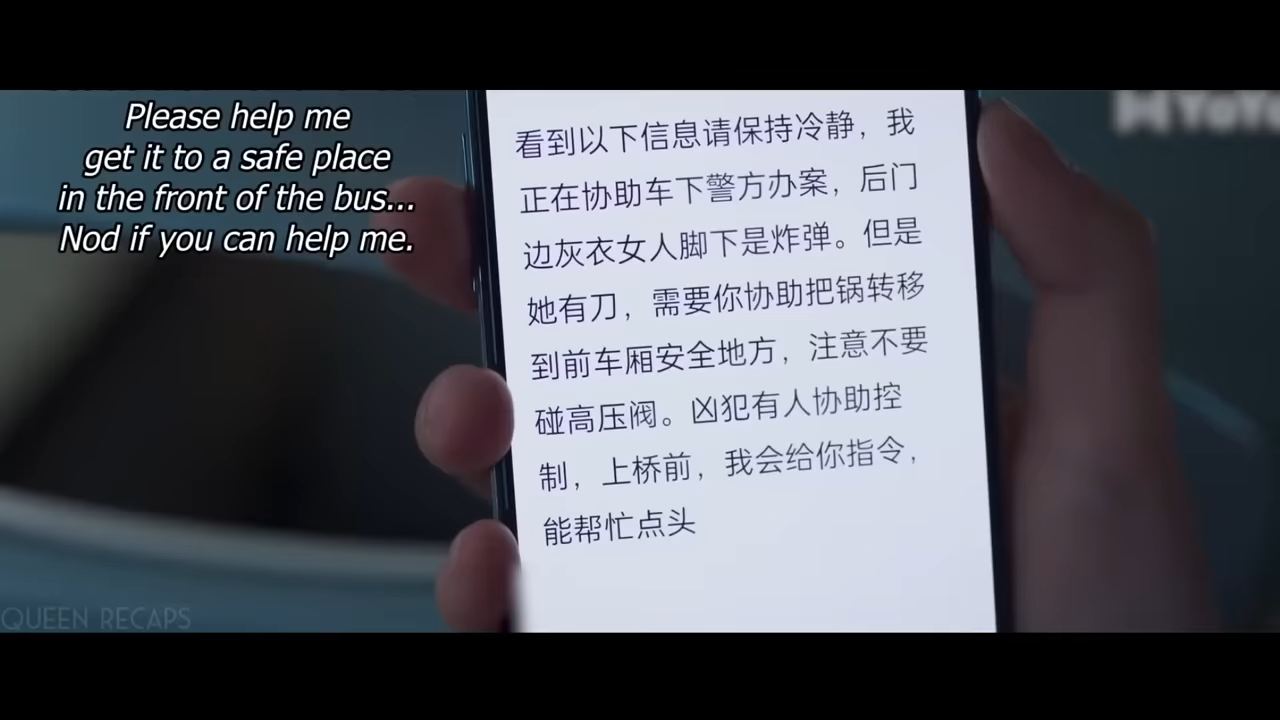 Please help me
get it to a safe place
in the front of the bus...
Nod if you can help me.
看到以下信息请保持冷静，我
正在协助车下警方办案，后门
边灰衣女人脚下是炸弹。但是
她有刀，需要你协助把锅转移
到前车厢安全地方，注意不要
碰高压阀。凶犯有人协助控
制，上桥前，我会给你指令，
能帮忙点头
QUEEN RECAPS